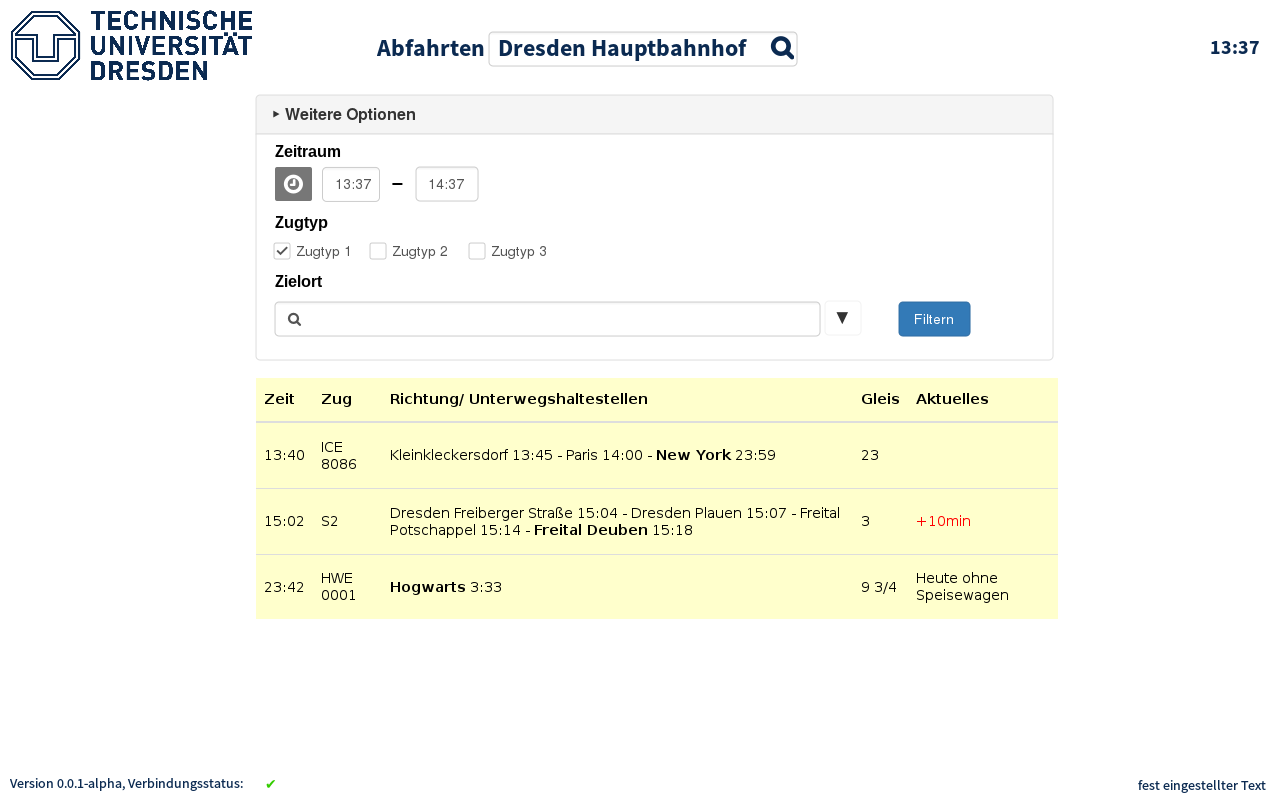 TECHNISCHE
UNIVERSITÄT
DRESDEN
Abfahrten Dresden Hauptbahnhof
13:37
▸ Weitere Optionen
Zeitraum
13:37 – 14:37
Zugtyp
✓ Zugtyp 1 Zugtyp 2 Zugtyp 3
Zielort
▼ Filtern
Zeit Zug Richtung/ Unterwegshaltestellen Gleis Aktuelles
13:40 ICE 8086 Kleinkleckersdorf 13:45 - Paris 14:00 - New York 23:59 23
15:02 S2 Dresden Freiberger Straße 15:04 - Dresden Plauen 15:07 - Freital
Potschappel 15:14 - Freital Deuben 15:18 3 +10min
23:42 HWE 0001 Hogwarts 3:33 9 3/4 Heute ohne Speisewagen
Version 0.0.1-alpha, Verbindungsstatus: ✔
fest eingestellter Text